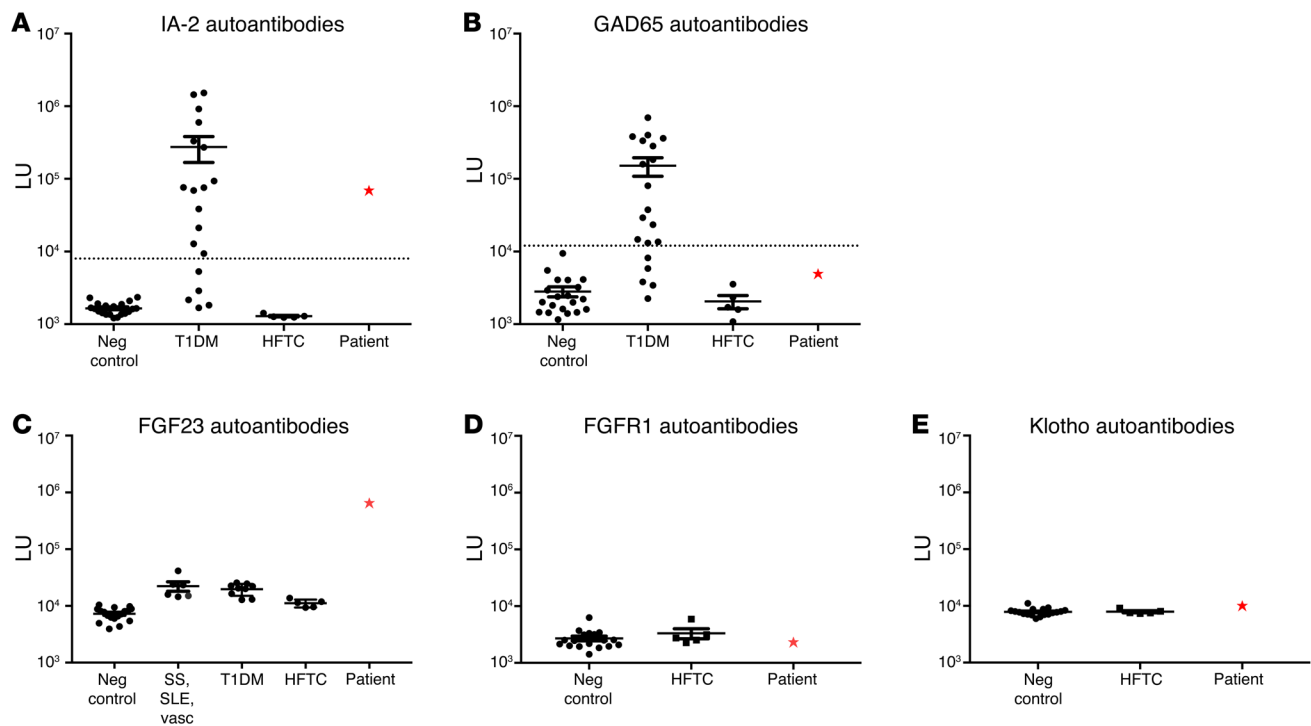 A IA-2 autoantibodies
10⁷
10⁶
10⁵
10⁴
10³
LU
Neg control
T1DM
HFTC
Patient
B GAD65 autoantibodies
10⁷
10⁶
10⁵
10⁴
10³
LU
Neg control
T1DM
HFTC
Patient
C FGF23 autoantibodies
10⁷
10⁶
10⁵
10⁴
10³
LU
Neg control
SS, SLE, vasc
T1DM
HFTC
Patient
D FGFR1 autoantibodies
10⁷
10⁶
10⁵
10⁴
10³
LU
Neg control
HFTC
Patient
E Klotho autoantibodies
10⁷
10⁶
10⁵
10⁴
10³
LU
Neg control
HFTC
Patient